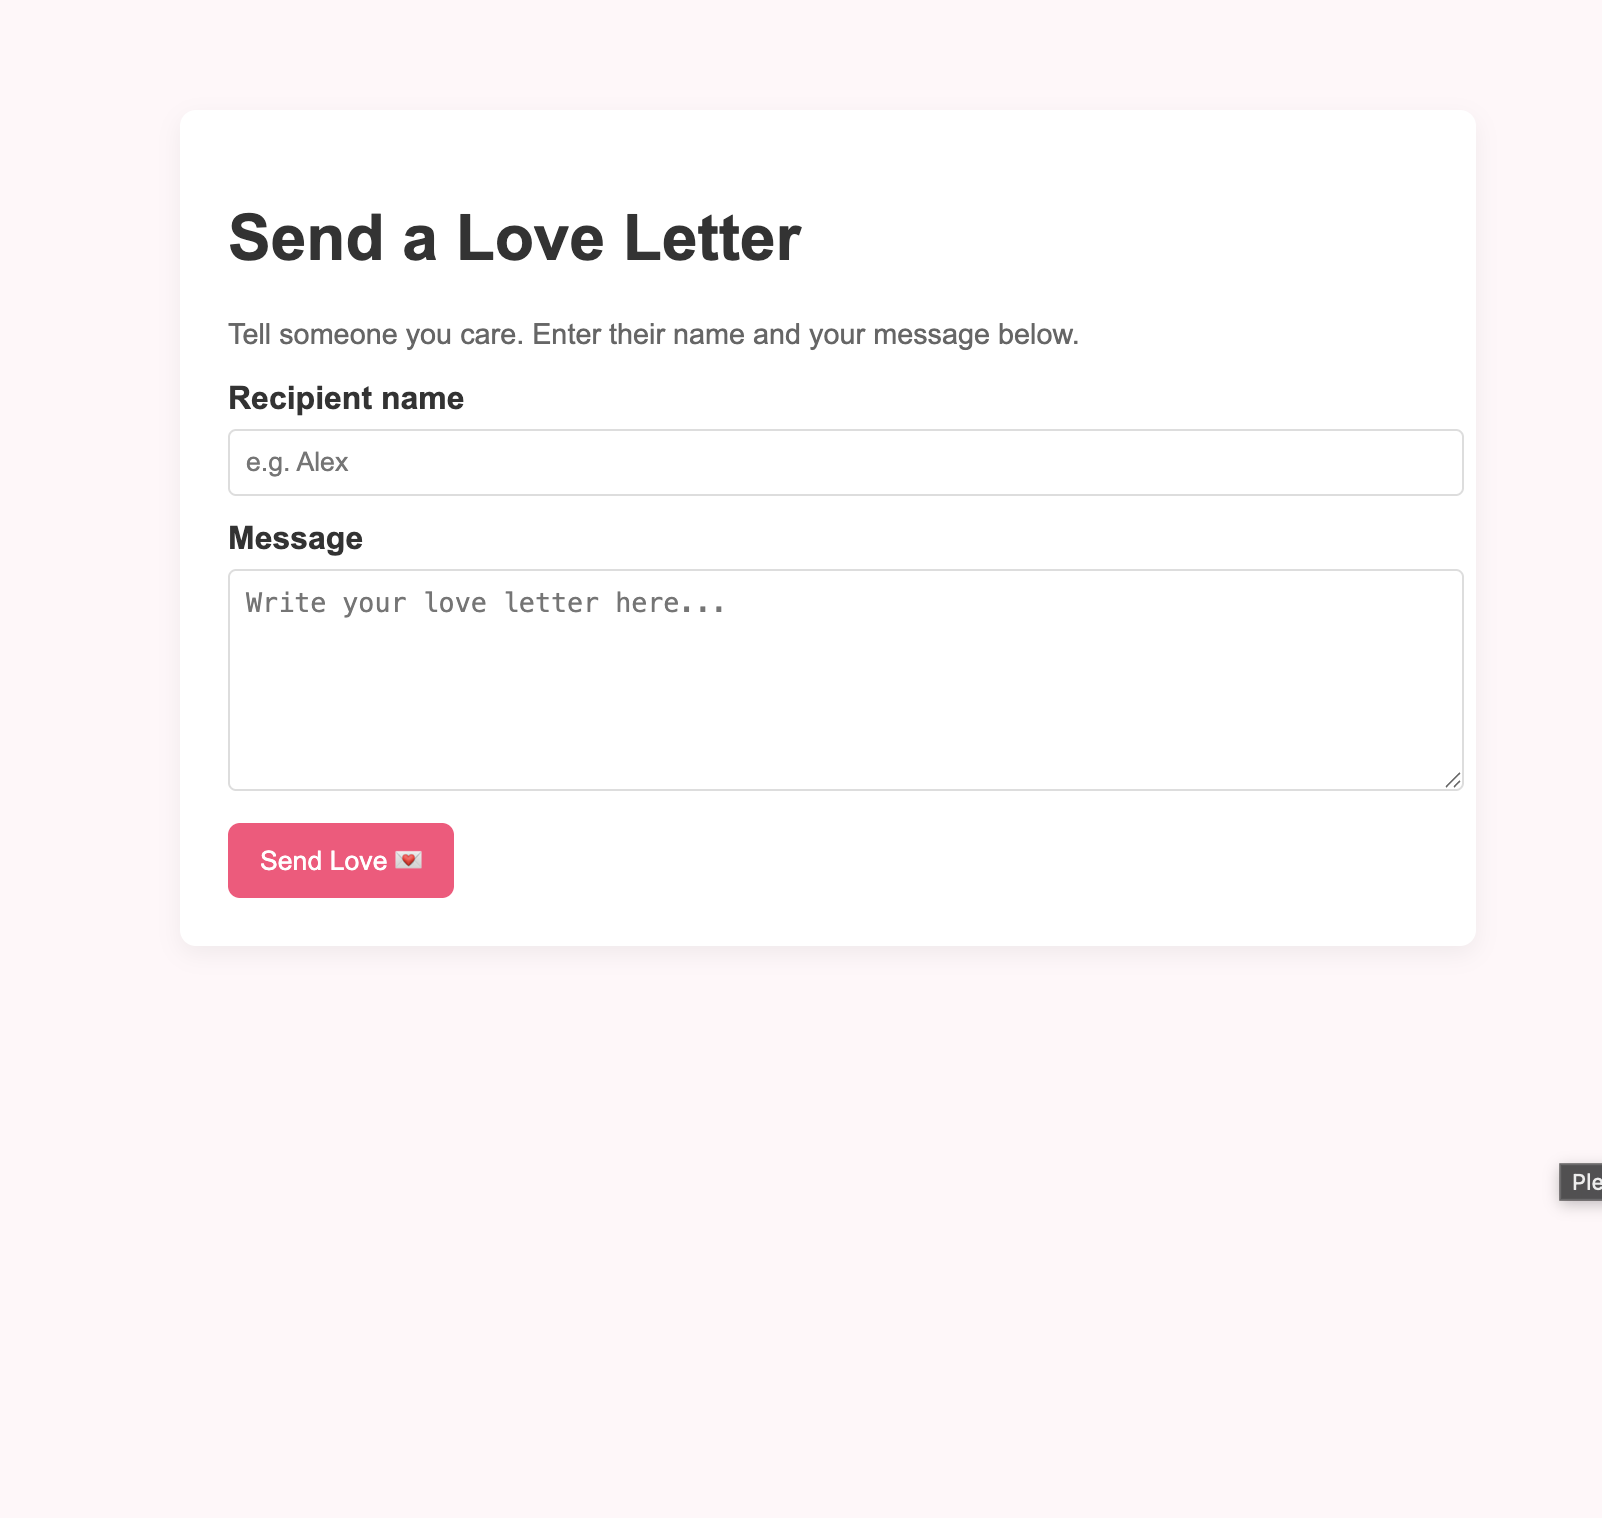 Send a Love Letter
Tell someone you care. Enter their name and your message below.
Recipient name
e.g. Alex
Message
Write your love letter here...
Send Love 💌
Ple